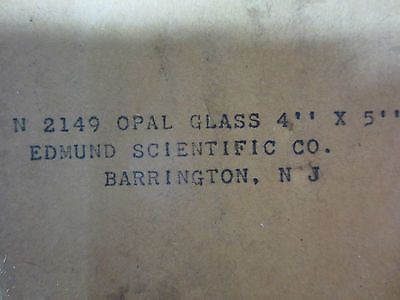 N 2149 OPAL GLASS 4'' X 5''
EDMUND SCIENTIFIC CO.
BARRINGTON, N J